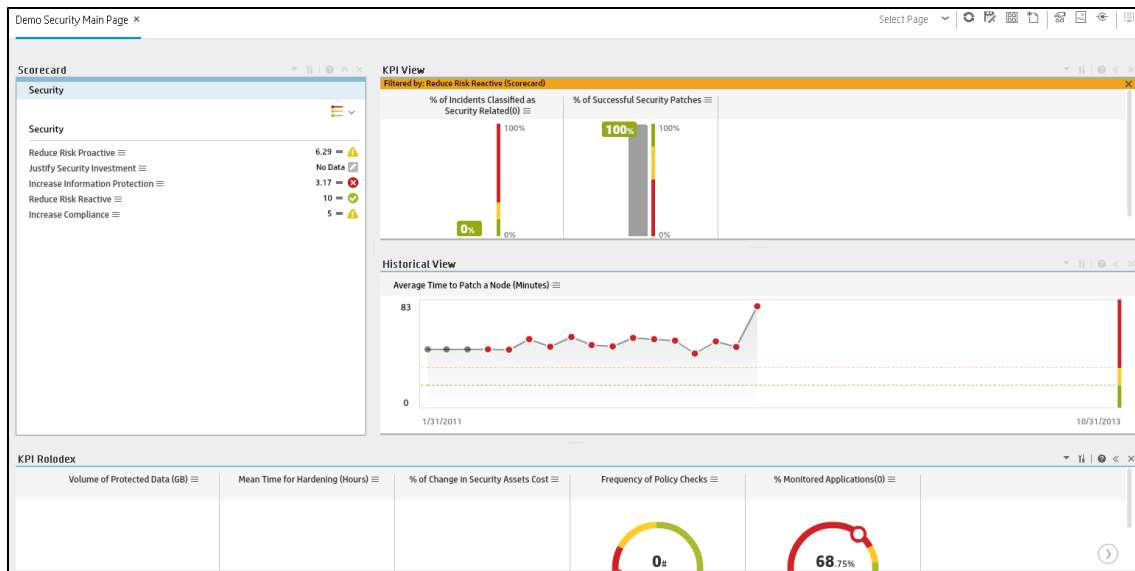 Demo Security Main Page ×
Select Page
Scorecard
Security
Security
Reduce Risk Proactive
6.29
Justify Security Investment
No Data
Increase Information Protection
3.17
Reduce Risk Reactive
10
Increase Compliance
5
KPI View
Filtered by: Reduce Risk Reactive (Scorecard)
% of Incidents Classified as
Security Related(0)
100%
0%
0%
% of Successful Security Patches
100%
100%
0%
Historical View
Average Time to Patch a Node (Minutes)
83
0
1/31/2011
10/31/2013
KPI Rolodex
Volume of Protected Data (GB)
Mean Time for Hardening (Hours)
% of Change in Security Assets Cost
Frequency of Policy Checks
% Monitored Applications(0)
0#
68.75%